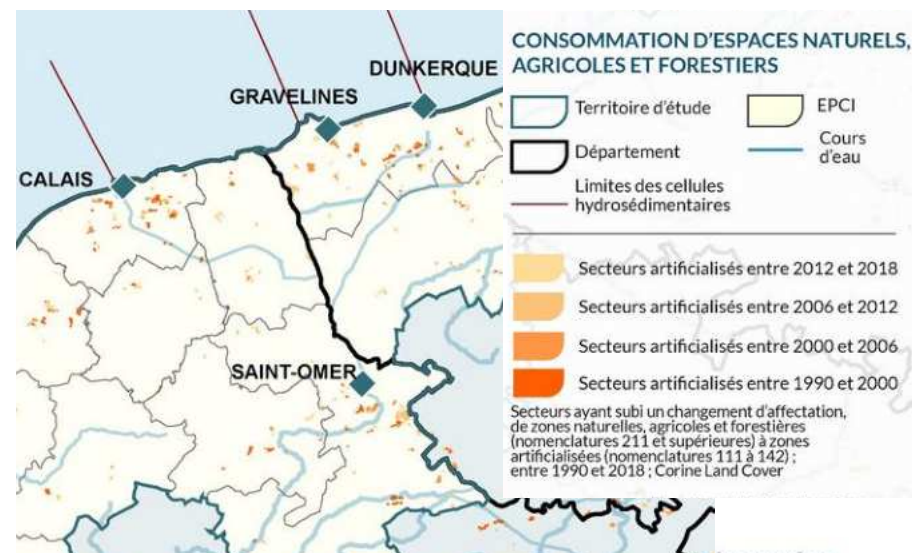 DUNKERQUE
GRAVELINES
CALAIS
SAINT-OMER
CONSOMMATION D'ESPACES NATURELS,
AGRICOLES ET FORESTIERS
Territoire d'étude
EPCI
Département
Cours
d'eau
Limites des cellules
hydrosédimentaires
Secteurs artificialisés entre 2012 et 2018
Secteurs artificialisés entre 2006 et 2012
Secteurs artificialisés entre 2000 et 2006
Secteurs artificialisés entre 1990 et 2000
Secteurs ayant subi un changement d'affectation,
de zones naturelles, agricoles et forestières
(nomenclatures 211 et supérieures) à zones
artificialisées (nomenclatures 111 à 142) ;
entre 1990 et 2018 ; Corine Land Cover